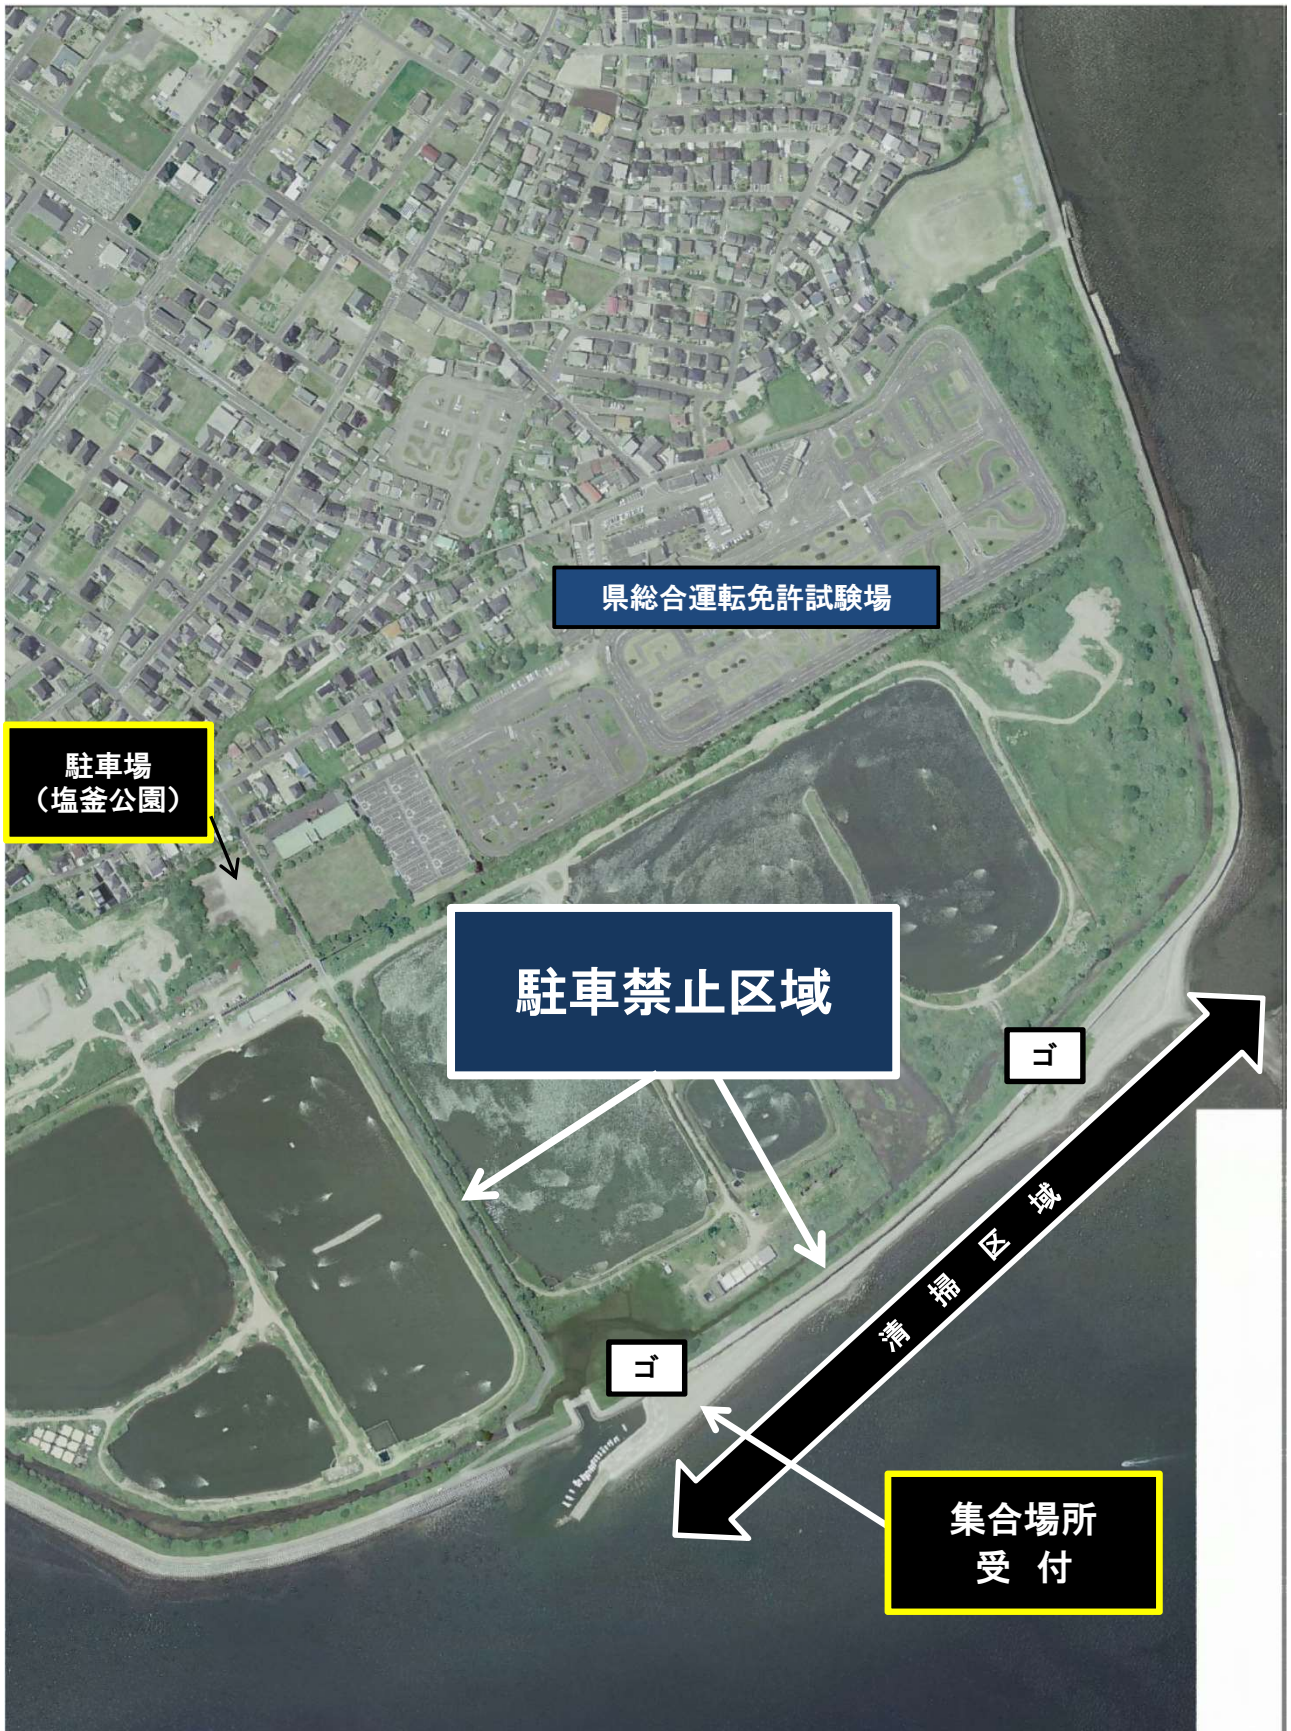 県総合運転免許試験場
駐車場
（塩釜公園）
駐車禁止区域
ゴ
清掃区域
ゴ
集合場所
受 付